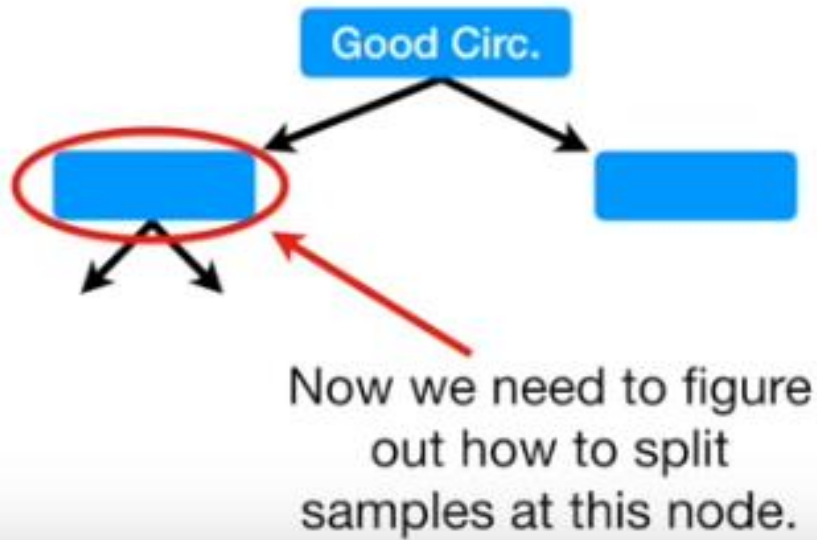 Good Circ.
Now we need to figure
out how to split
samples at this node.